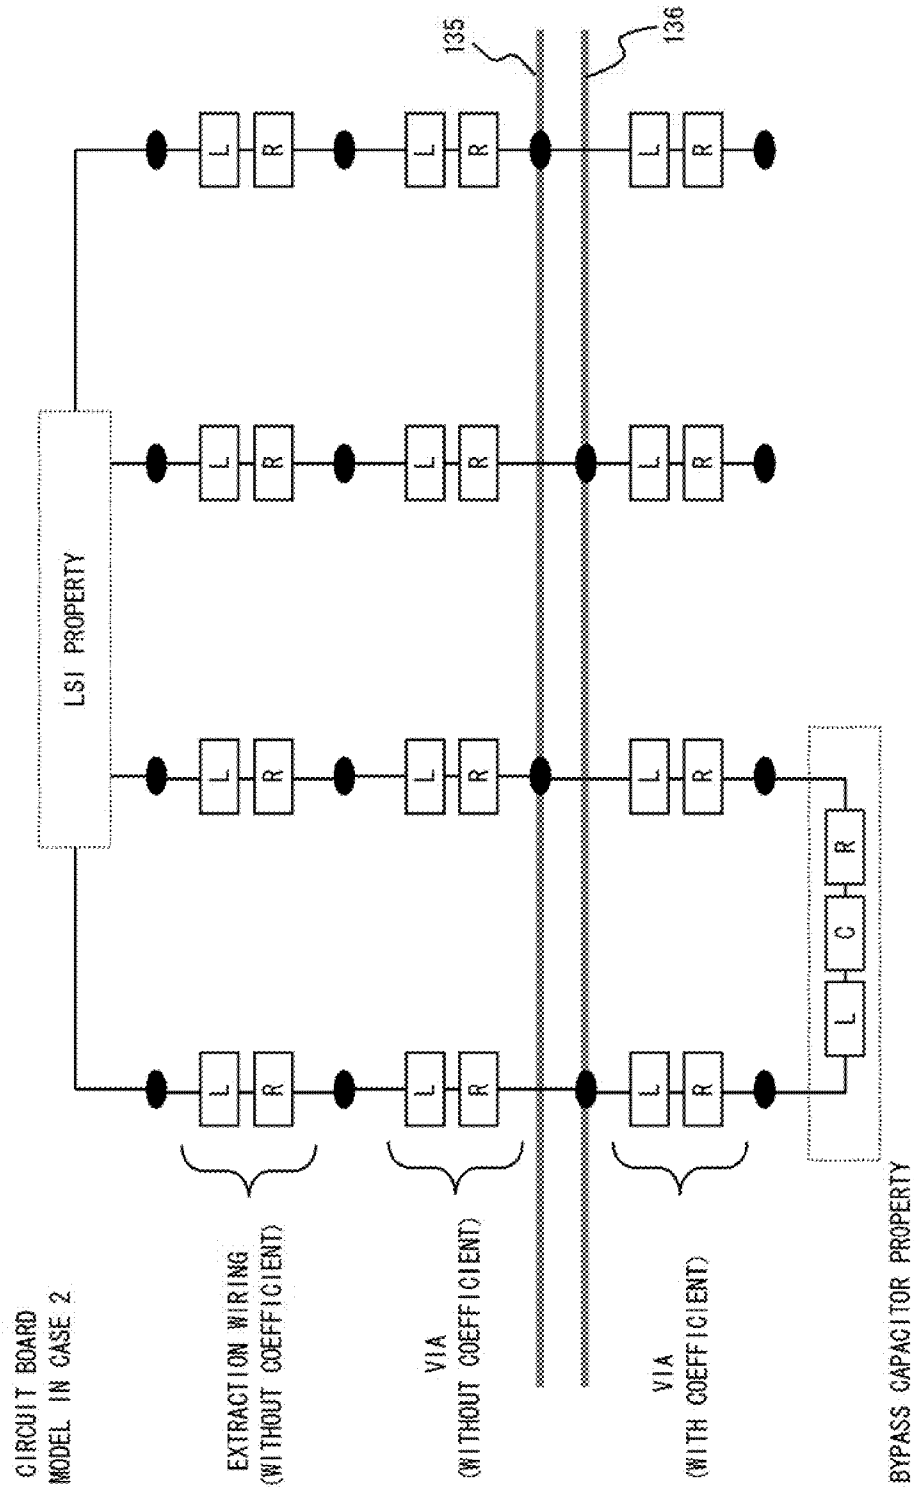 CIRCUIT BOARD
MODEL IN CASE 2
LSI PROPERTY
EXTRACTION WIRING
(WITHOUT COEFFICIENT)
L L L L
R R R R
VIA
(WITHOUT COEFFICIENT)
L L L L
R R R R
135
136
VIA
(WITH COEFFICIENT)
L L L L
R R R R
L C R
BYPASS CAPACITOR PROPERTY